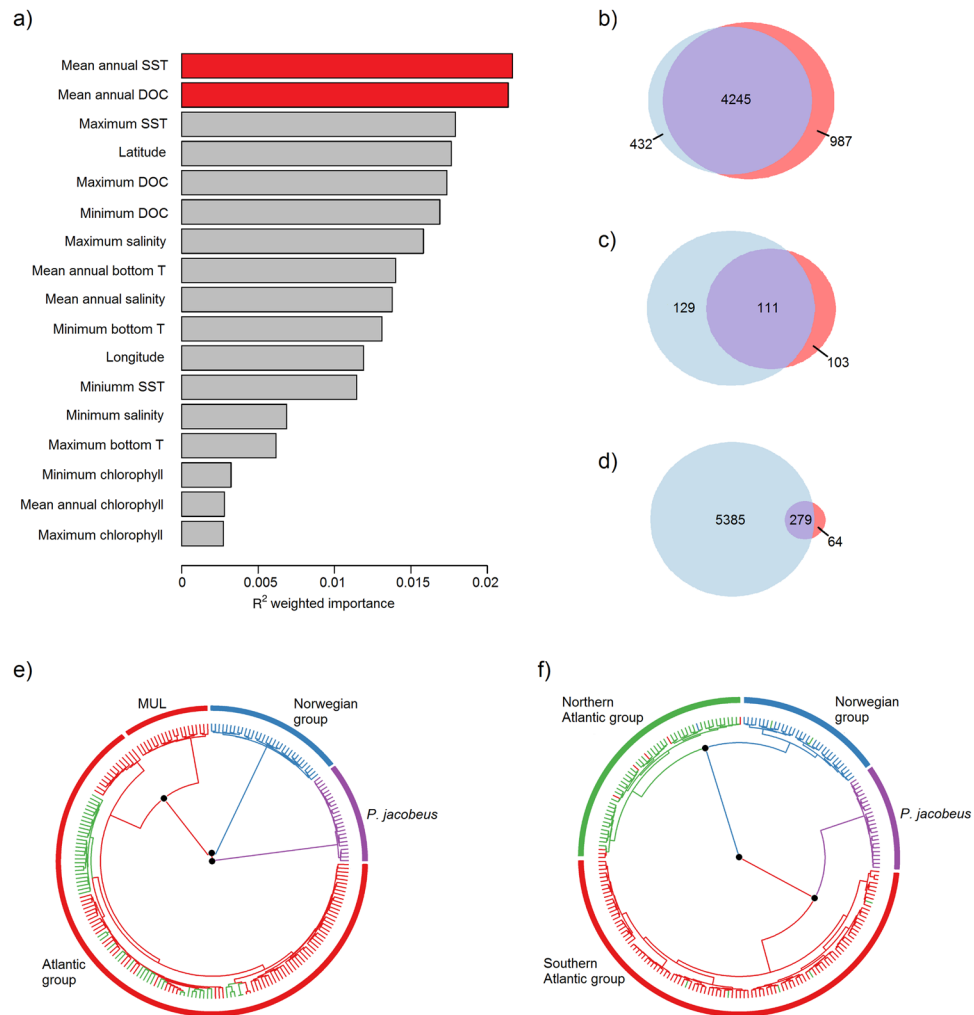 a)
Mean annual SST
Mean annual DOC
Maximum SST
Latitude
Maximum DOC
Minimum DOC
Maximum salinity
Mean annual bottom T
Mean annual salinity
Minimum bottom T
Longitude
Miniumm SST
Minimum salinity
Maximum bottom T
Minimum chlorophyll
Mean annual chlorophyll
Maximum chlorophyll
0 0.005 0.01 0.015 0.02
R² weighted importance
b)
4245
432
987
c)
129
111
103
d)
5385
279
64
e)
MUL
Norwegian
group
P. jacobeus
Atlantic
group
f)
Northern
Atlantic group
Norwegian
group
P. jacobeus
Southern
Atlantic group